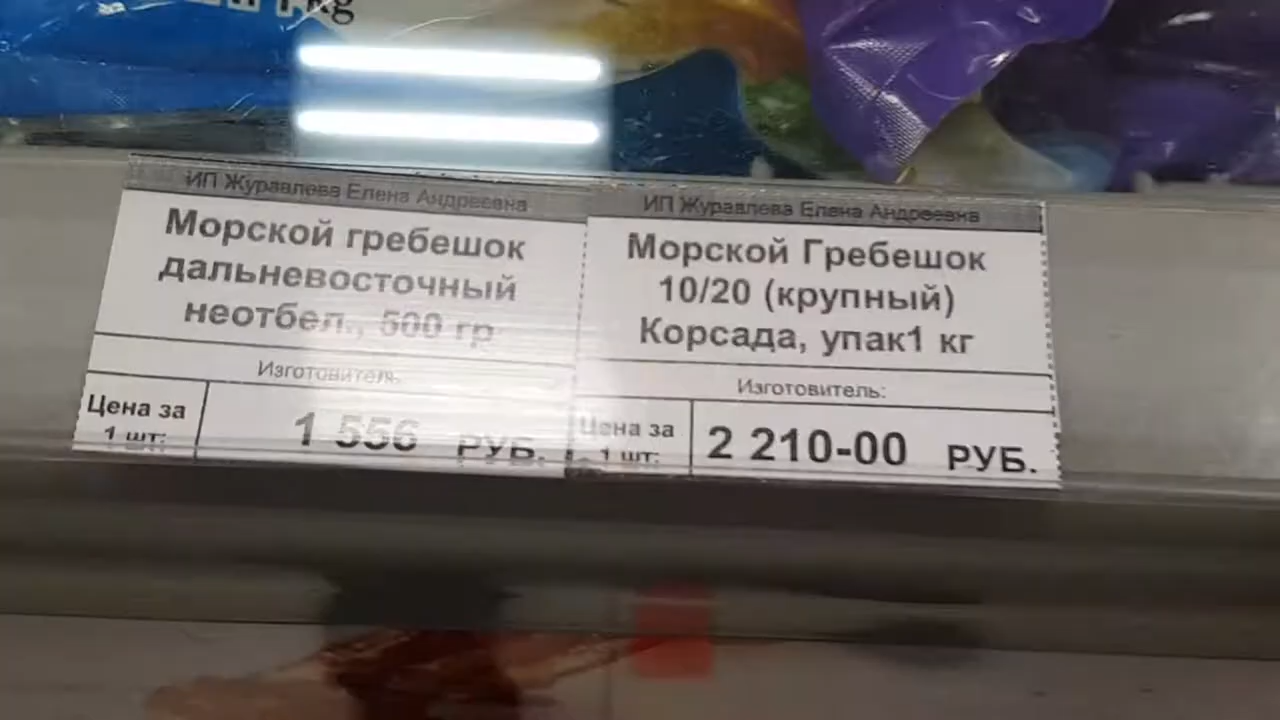 kg
ИП Журавлева Елена Андреевна
Морской гребешок
дальневосточный
неотбел., 500 гр
Изготовитель:
Цена за
1 шт:
1 556 РУБ.
ИП Журавлева Елена Андреевна
Морской Гребешок
10/20 (крупный)
Корсада, упак1 кг
Изготовитель:
Цена за
1 шт:
2 210-00 РУБ.